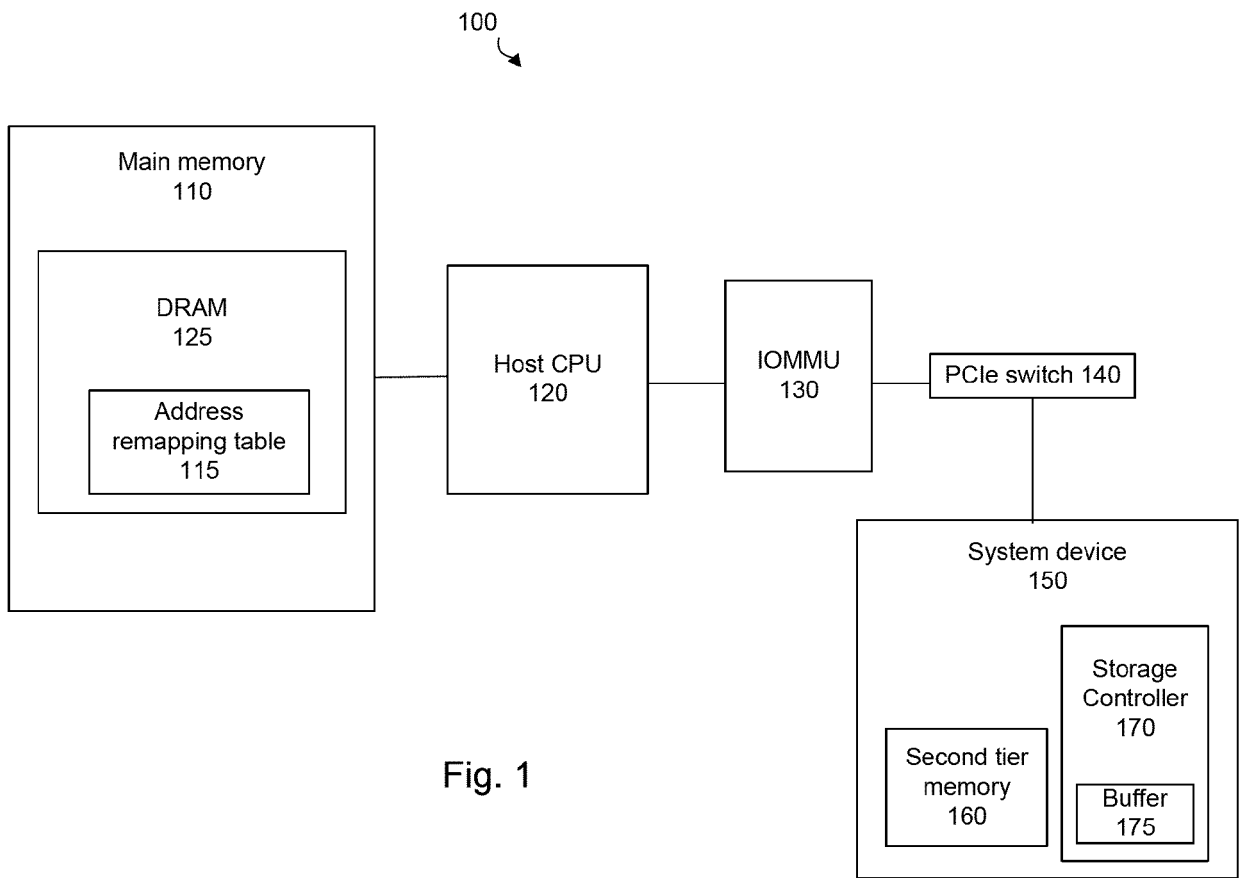 100
Main memory
110
DRAM
125
Address
remapping table
115
Host CPU
120
IOMMU
130
PCIe switch 140
System device
150
Storage
Controller
170
Second tier
memory
160
Buffer
175
Fig. 1